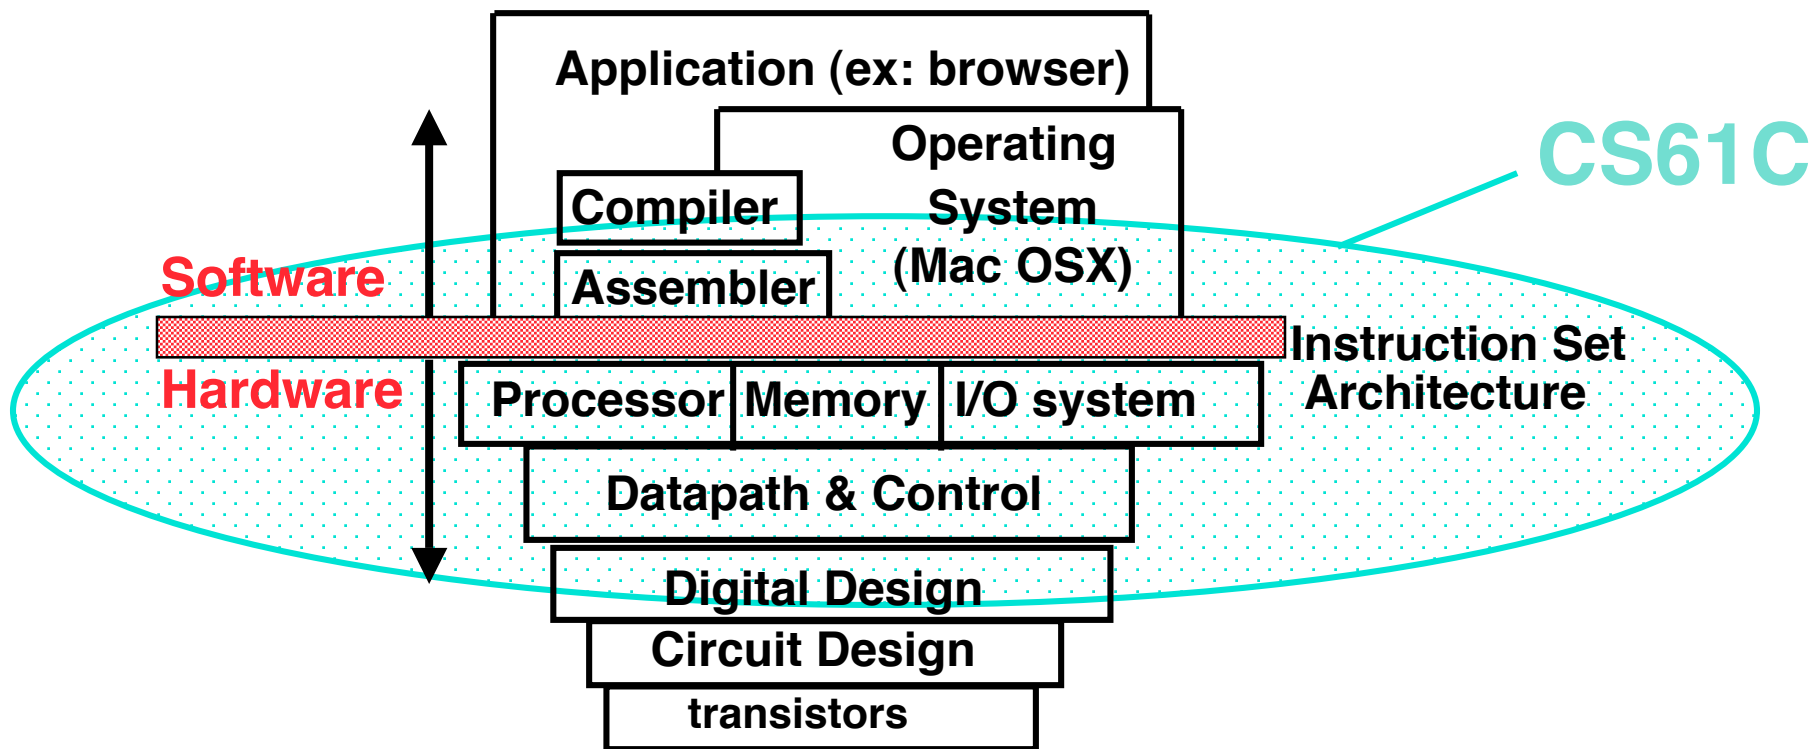 Application (ex: browser)
Operating
System
(Mac OSX)
CS61C
Compiler
Assembler
Software
Instruction Set
Architecture
Hardware
Processor
Memory
I/O system
Datapath & Control
Digital Design
Circuit Design
transistors